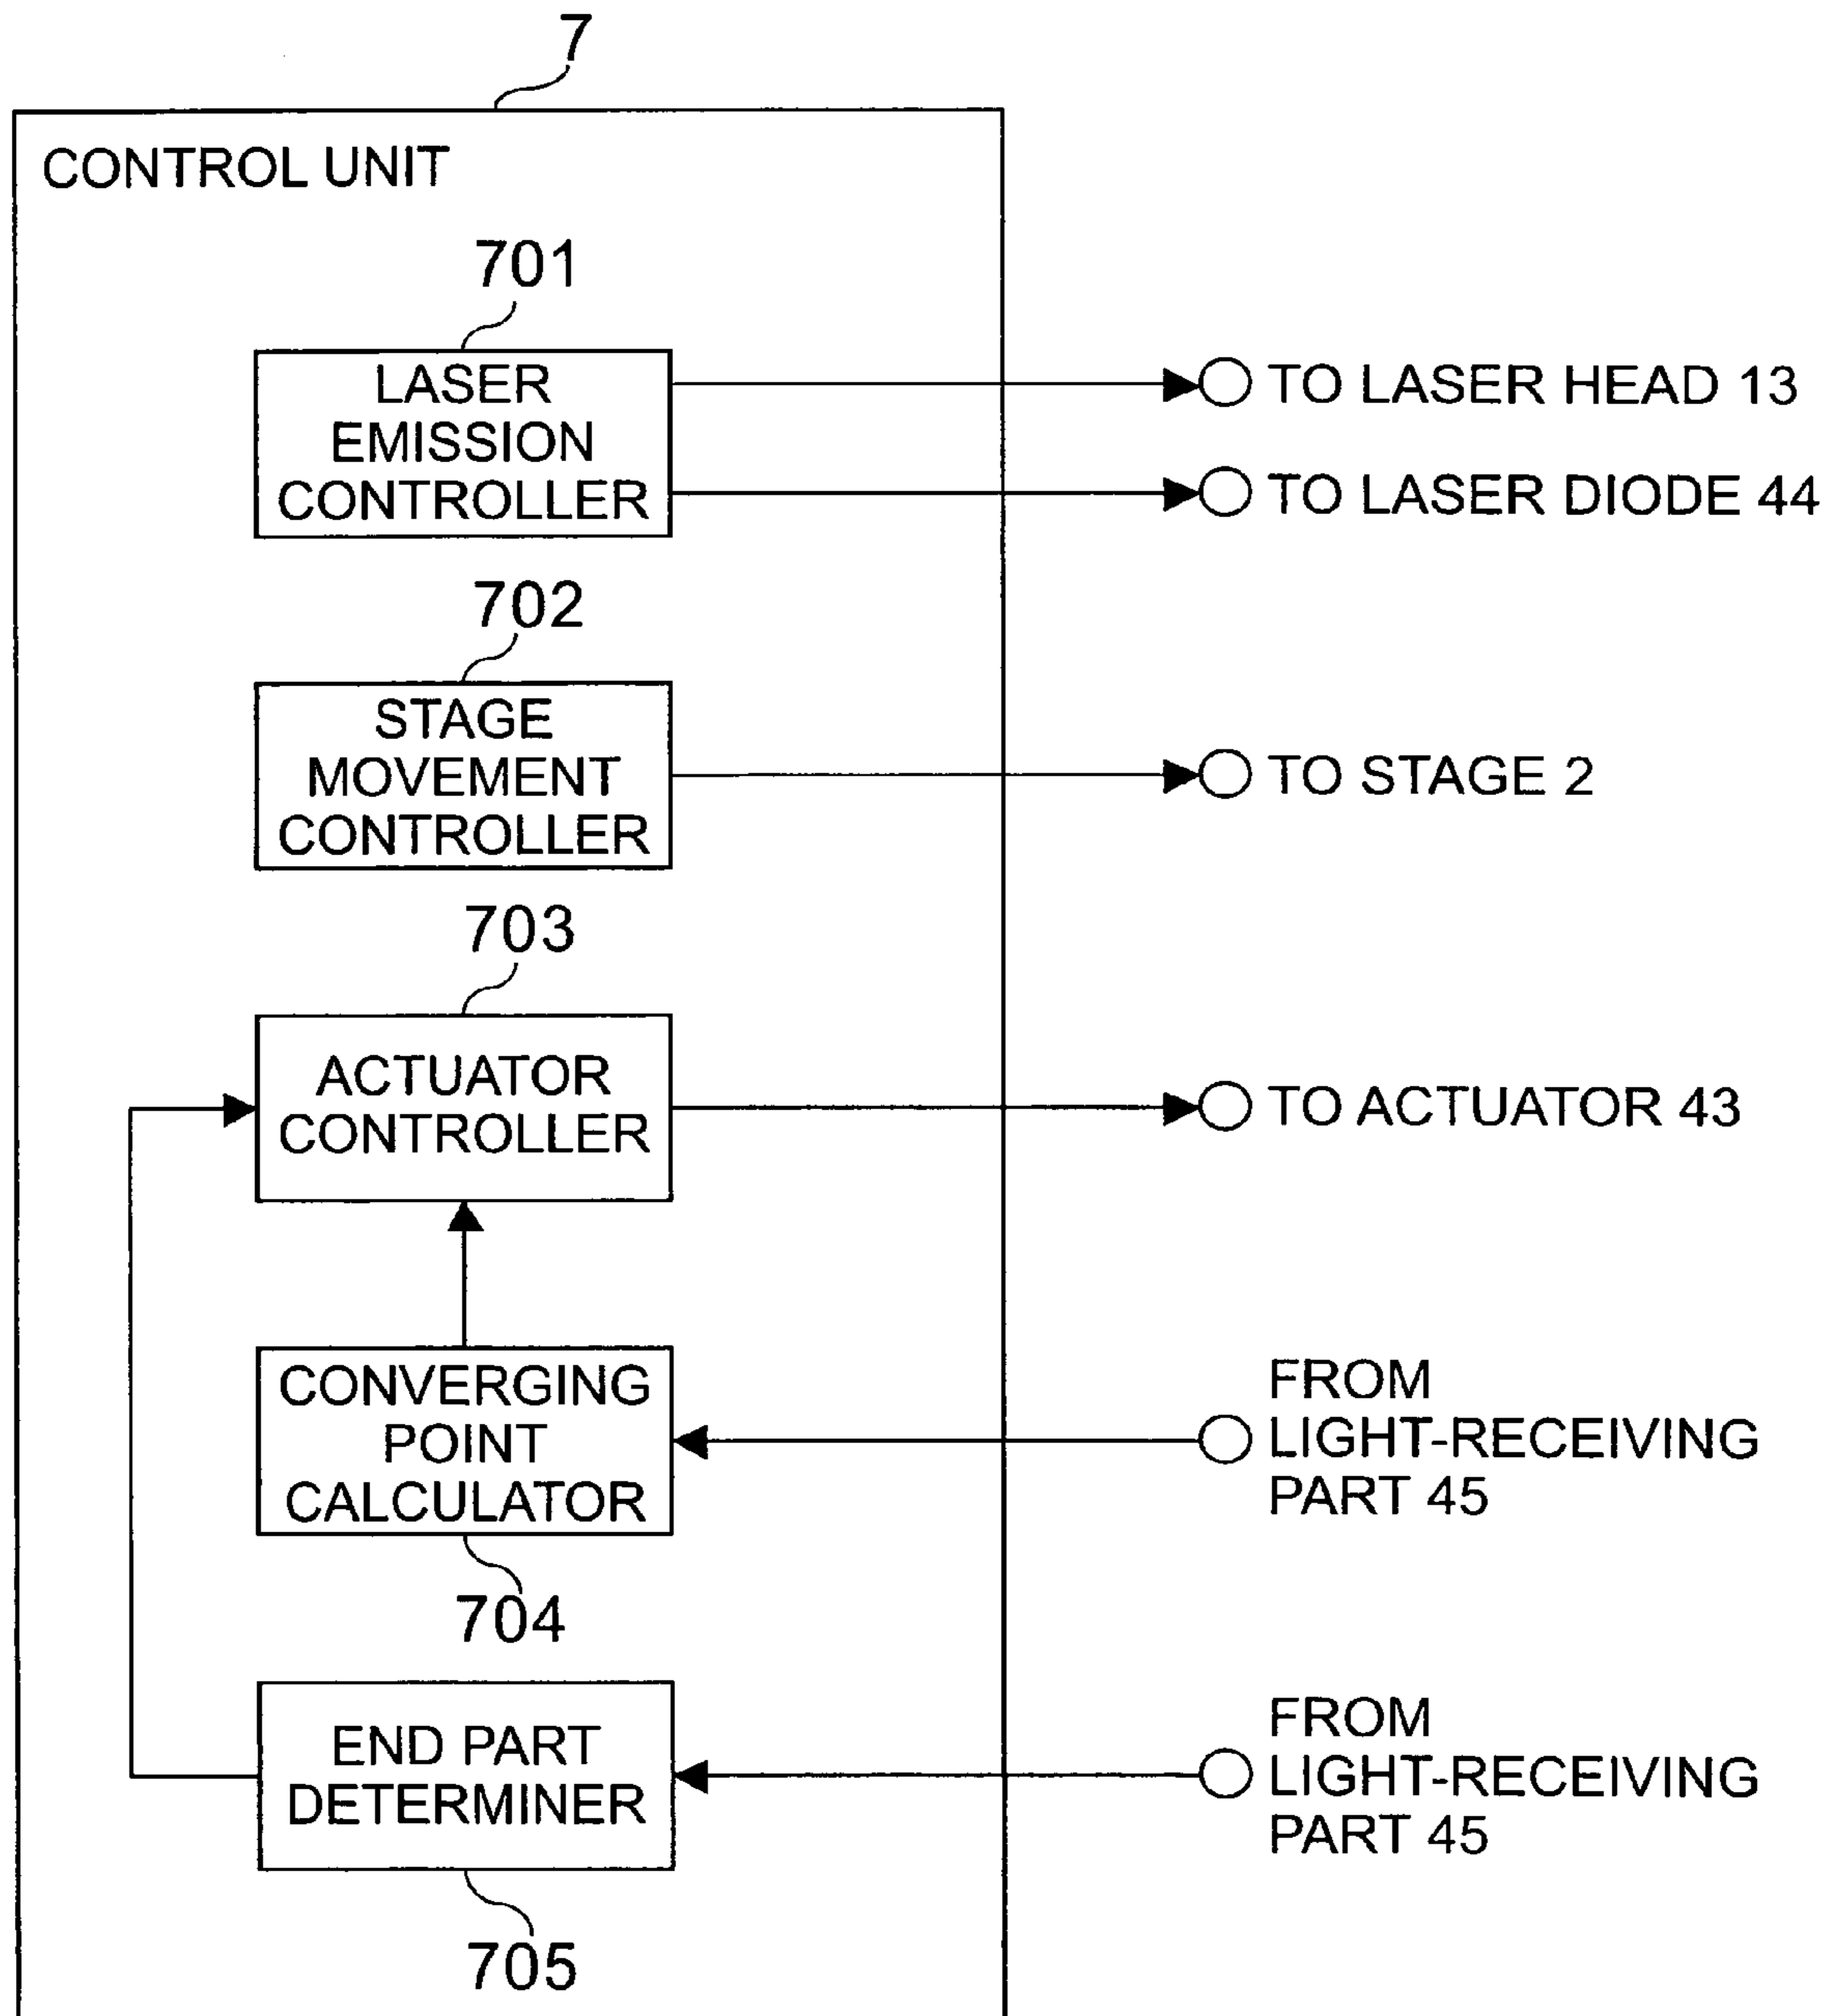 7
CONTROL UNIT
701
LASER
EMISSION
CONTROLLER
TO LASER HEAD 13
TO LASER DIODE 44
702
STAGE
MOVEMENT
CONTROLLER
TO STAGE 2
703
ACTUATOR
CONTROLLER
TO ACTUATOR 43
CONVERGING
POINT
CALCULATOR
FROM
LIGHT-RECEIVING
PART 45
704
END PART
DETERMINER
FROM
LIGHT-RECEIVING
PART 45
705